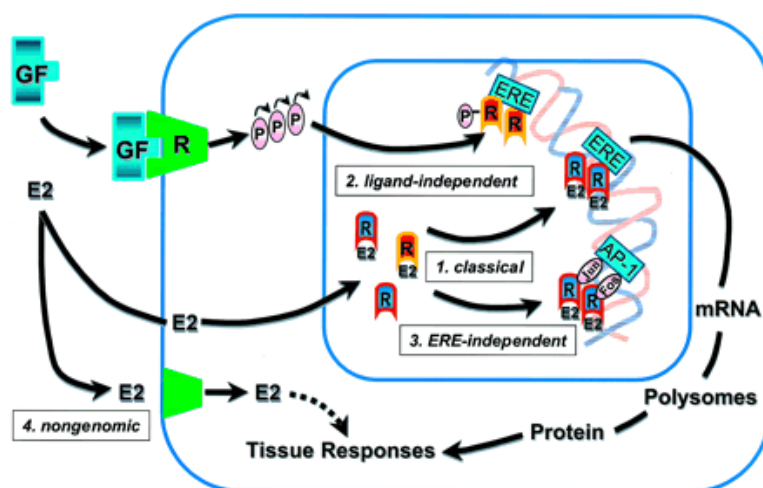 GF
GF
R
P P P
ERE
P
R
R
ERE
R
R
E2
E2
2. ligand-independent
E2
R
E2
R
E2
R
1. classical
AP-1
Jun
Fos
R
R
E2
E2
3. ERE-independent
E2
mRNA
E2
E2
4. nongenomic
Polysomes
Protein
Tissue Responses